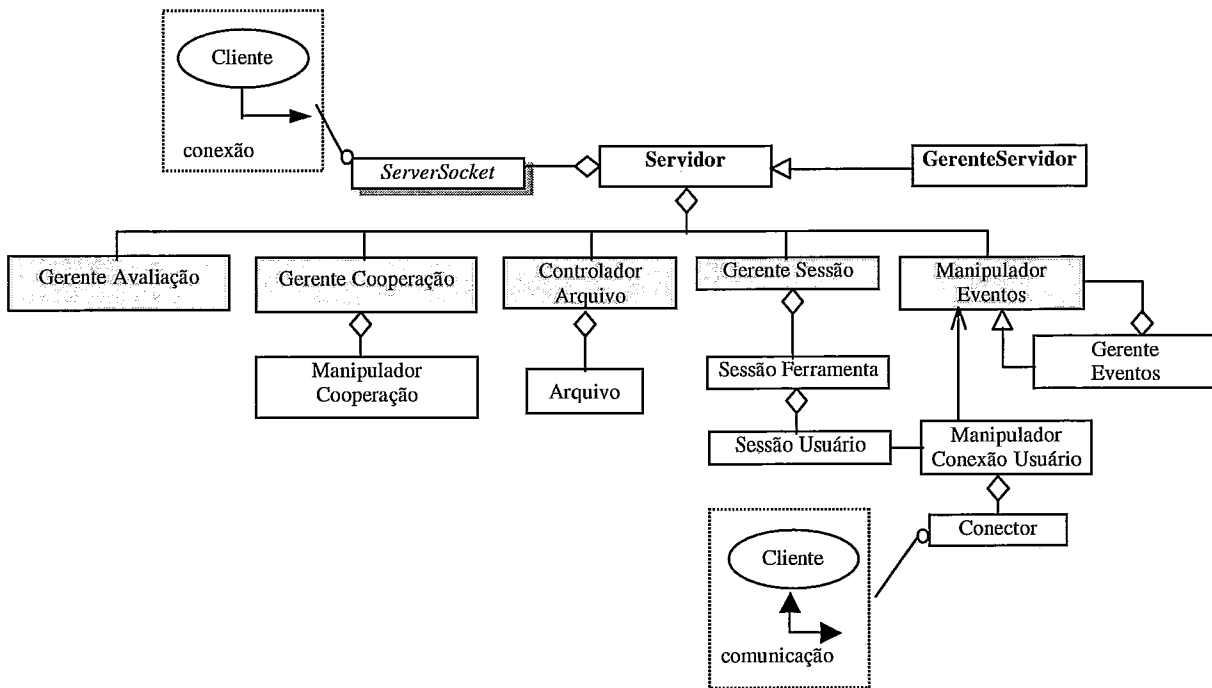 Cliente
conexão
ServerSocket
Servidor
GerenteServidor
Gerente Avaliação
Gerente Cooperação
Controlador
Arquivo
Gerente Sessão
Manipulador
Eventos
Manipulador
Cooperação
Arquivo
Sessão Ferramenta
Gerente
Eventos
Sessão Usuário
Manipulador
Conexão Usuário
Conector
Cliente
comunicação